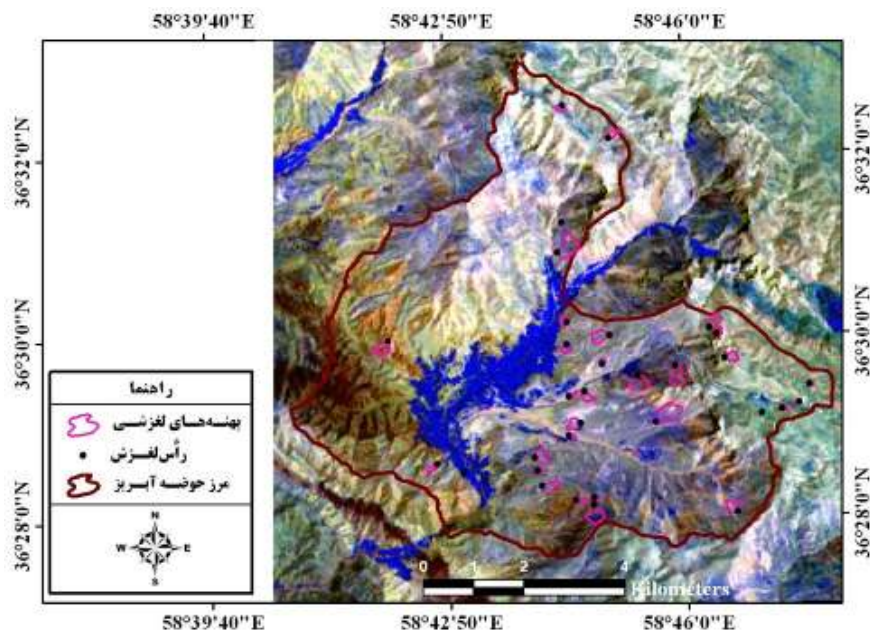 58°39'40"E 58°42'50"E 58°46'0"E
36°32'0"N 36°32'0"N
36°30'0"N 36°30'0"N
36°28'0"N 36°28'0"N
راهنما
پهنه‌های لغزشی
رأس لغزش
مرز حوضه آبریز
N
W E
S
0 1 2 4
Kilometers
58°39'40"E 58°42'50"E 58°46'0"E